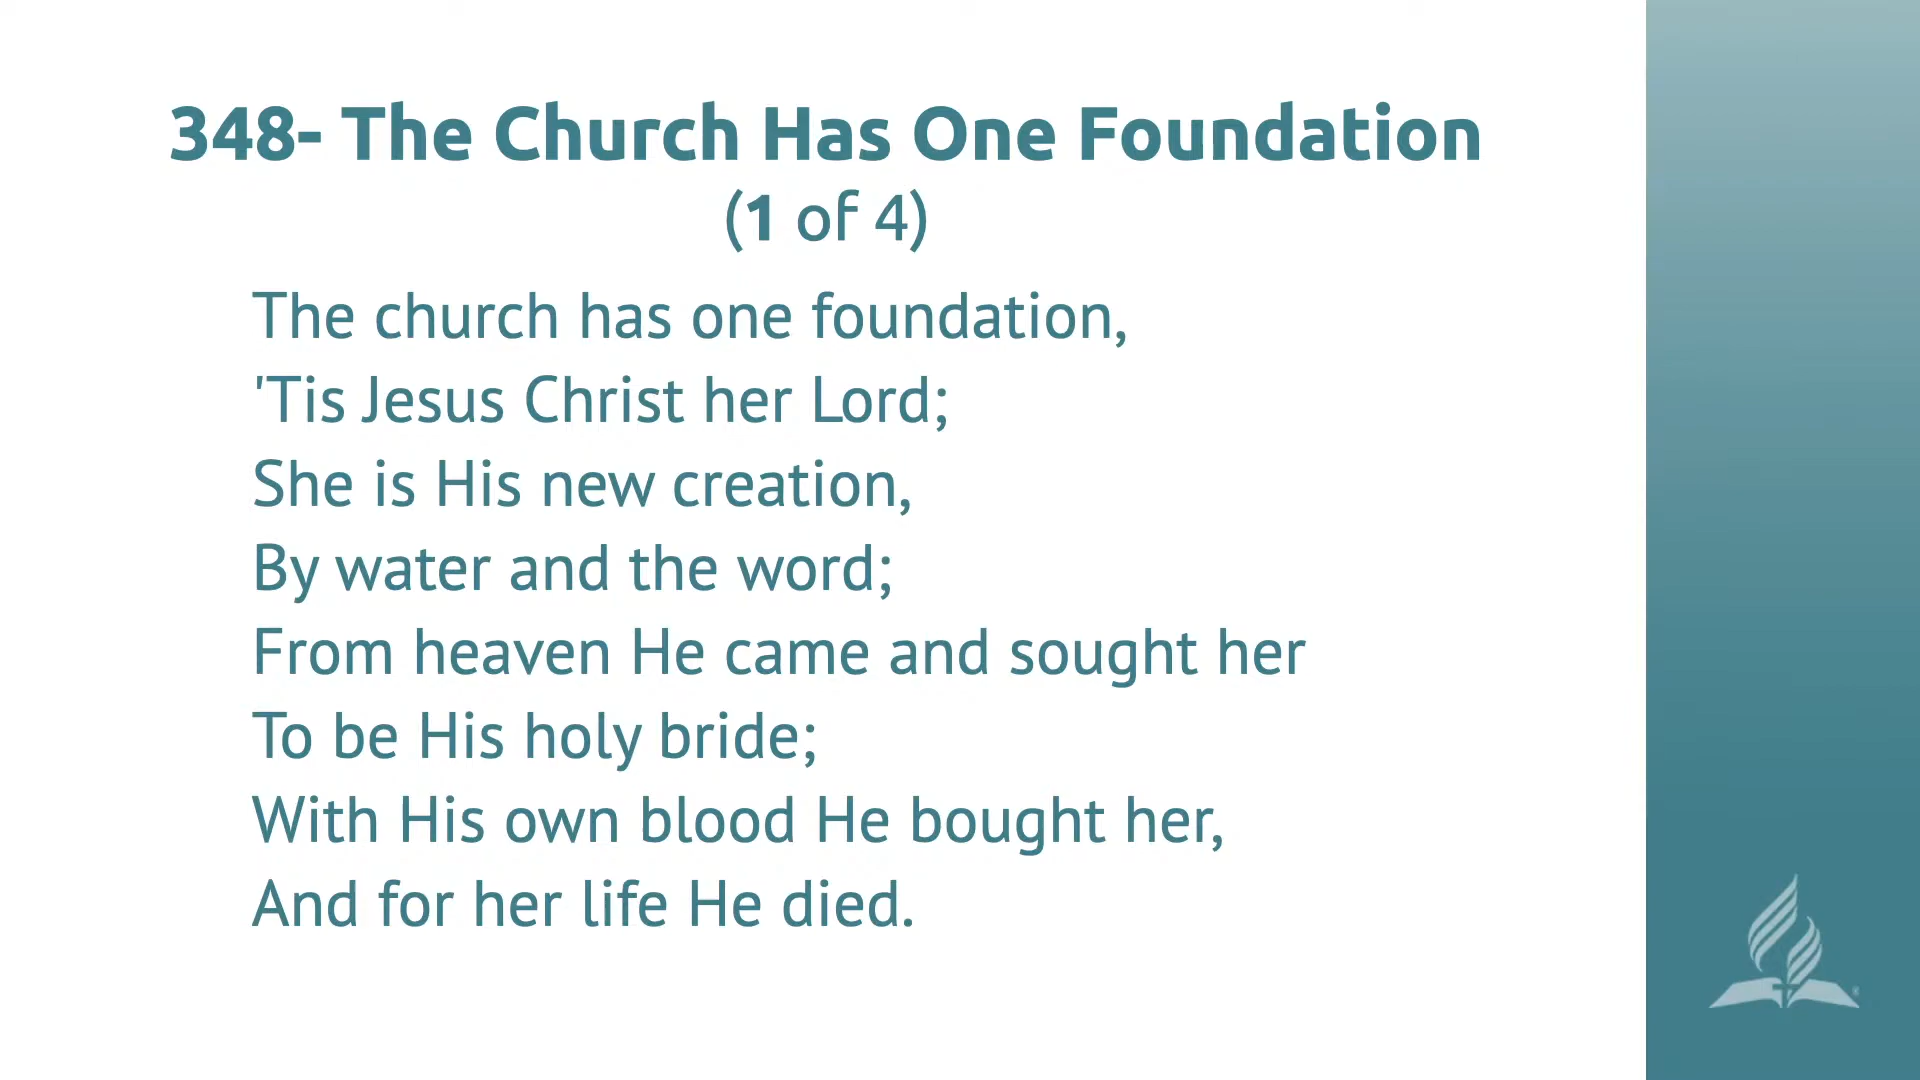 348- The Church Has One Foundation
(1 of 4)
The church has one foundation,
'Tis Jesus Christ her Lord;
She is His new creation,
By water and the word;
From heaven He came and sought her
To be His holy bride;
With His own blood He bought her,
And for her life He died.